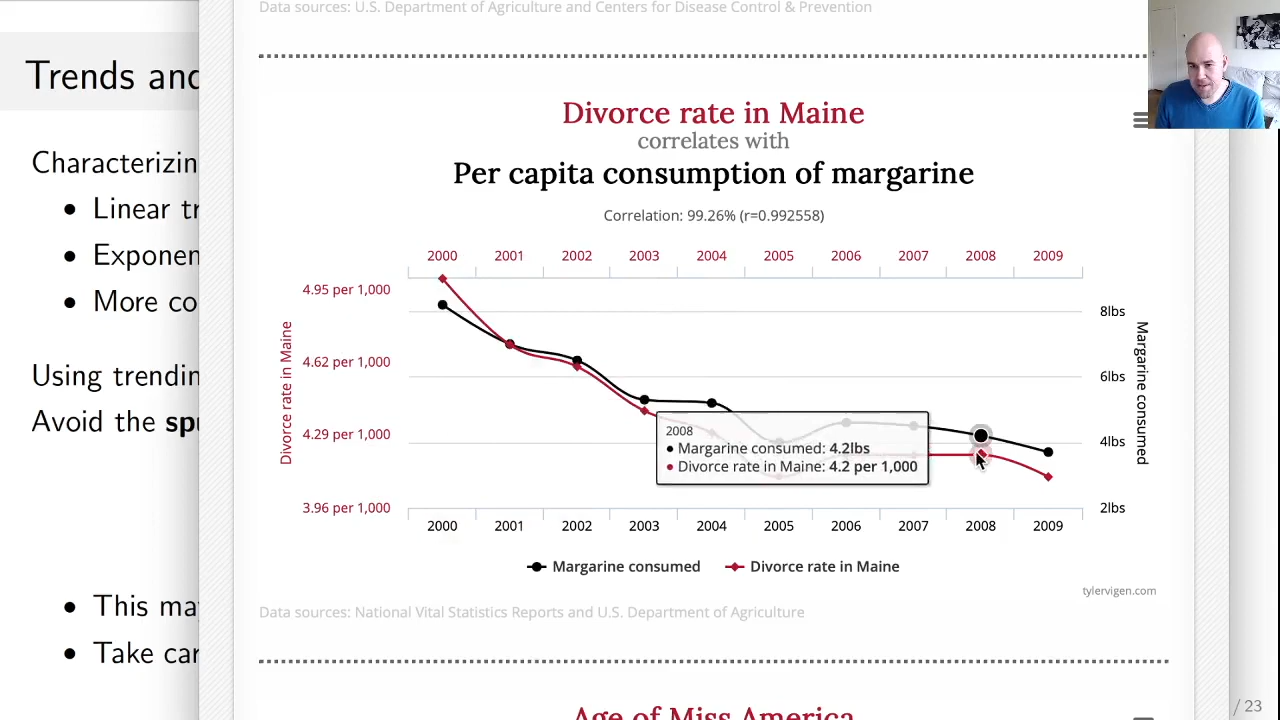 Data sources: U.S. Department of Agriculture and Centers for Disease Control & Prevention
Trends and
Characterizin
• Linear tr
• Exponen
• More co
Using trendin
Avoid the spu
• This ma
• Take car
Divorce rate in Maine
correlates with
Per capita consumption of margarine
Correlation: 99.26% (r=0.992558)
2000 2001 2002 2003 2004 2005 2006 2007 2008 2009
4.95 per 1,000
4.62 per 1,000
4.29 per 1,000
3.96 per 1,000
Divorce rate in Maine
8lbs
6lbs
4lbs
2lbs
Margarine consumed
2008
● Margarine consumed: 4.2lbs
● Divorce rate in Maine: 4.2 per 1,000
2000 2001 2002 2003 2004 2005 2006 2007 2008 2009
Margarine consumed Divorce rate in Maine
tylervigen.com
Data sources: National Vital Statistics Reports and U.S. Department of Agriculture
Age of Miss America
/ 23